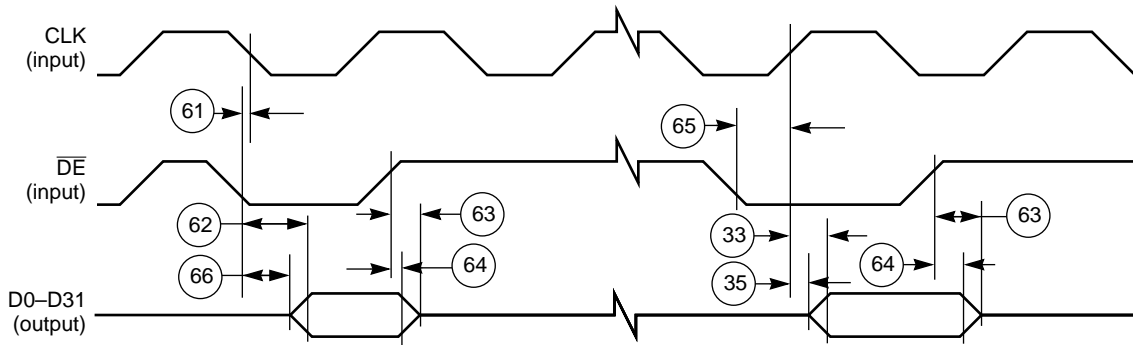 CLK
(input)
61
65
DE
(input)
62
63
33
63
66
64
35
64
D0–D31
(output)